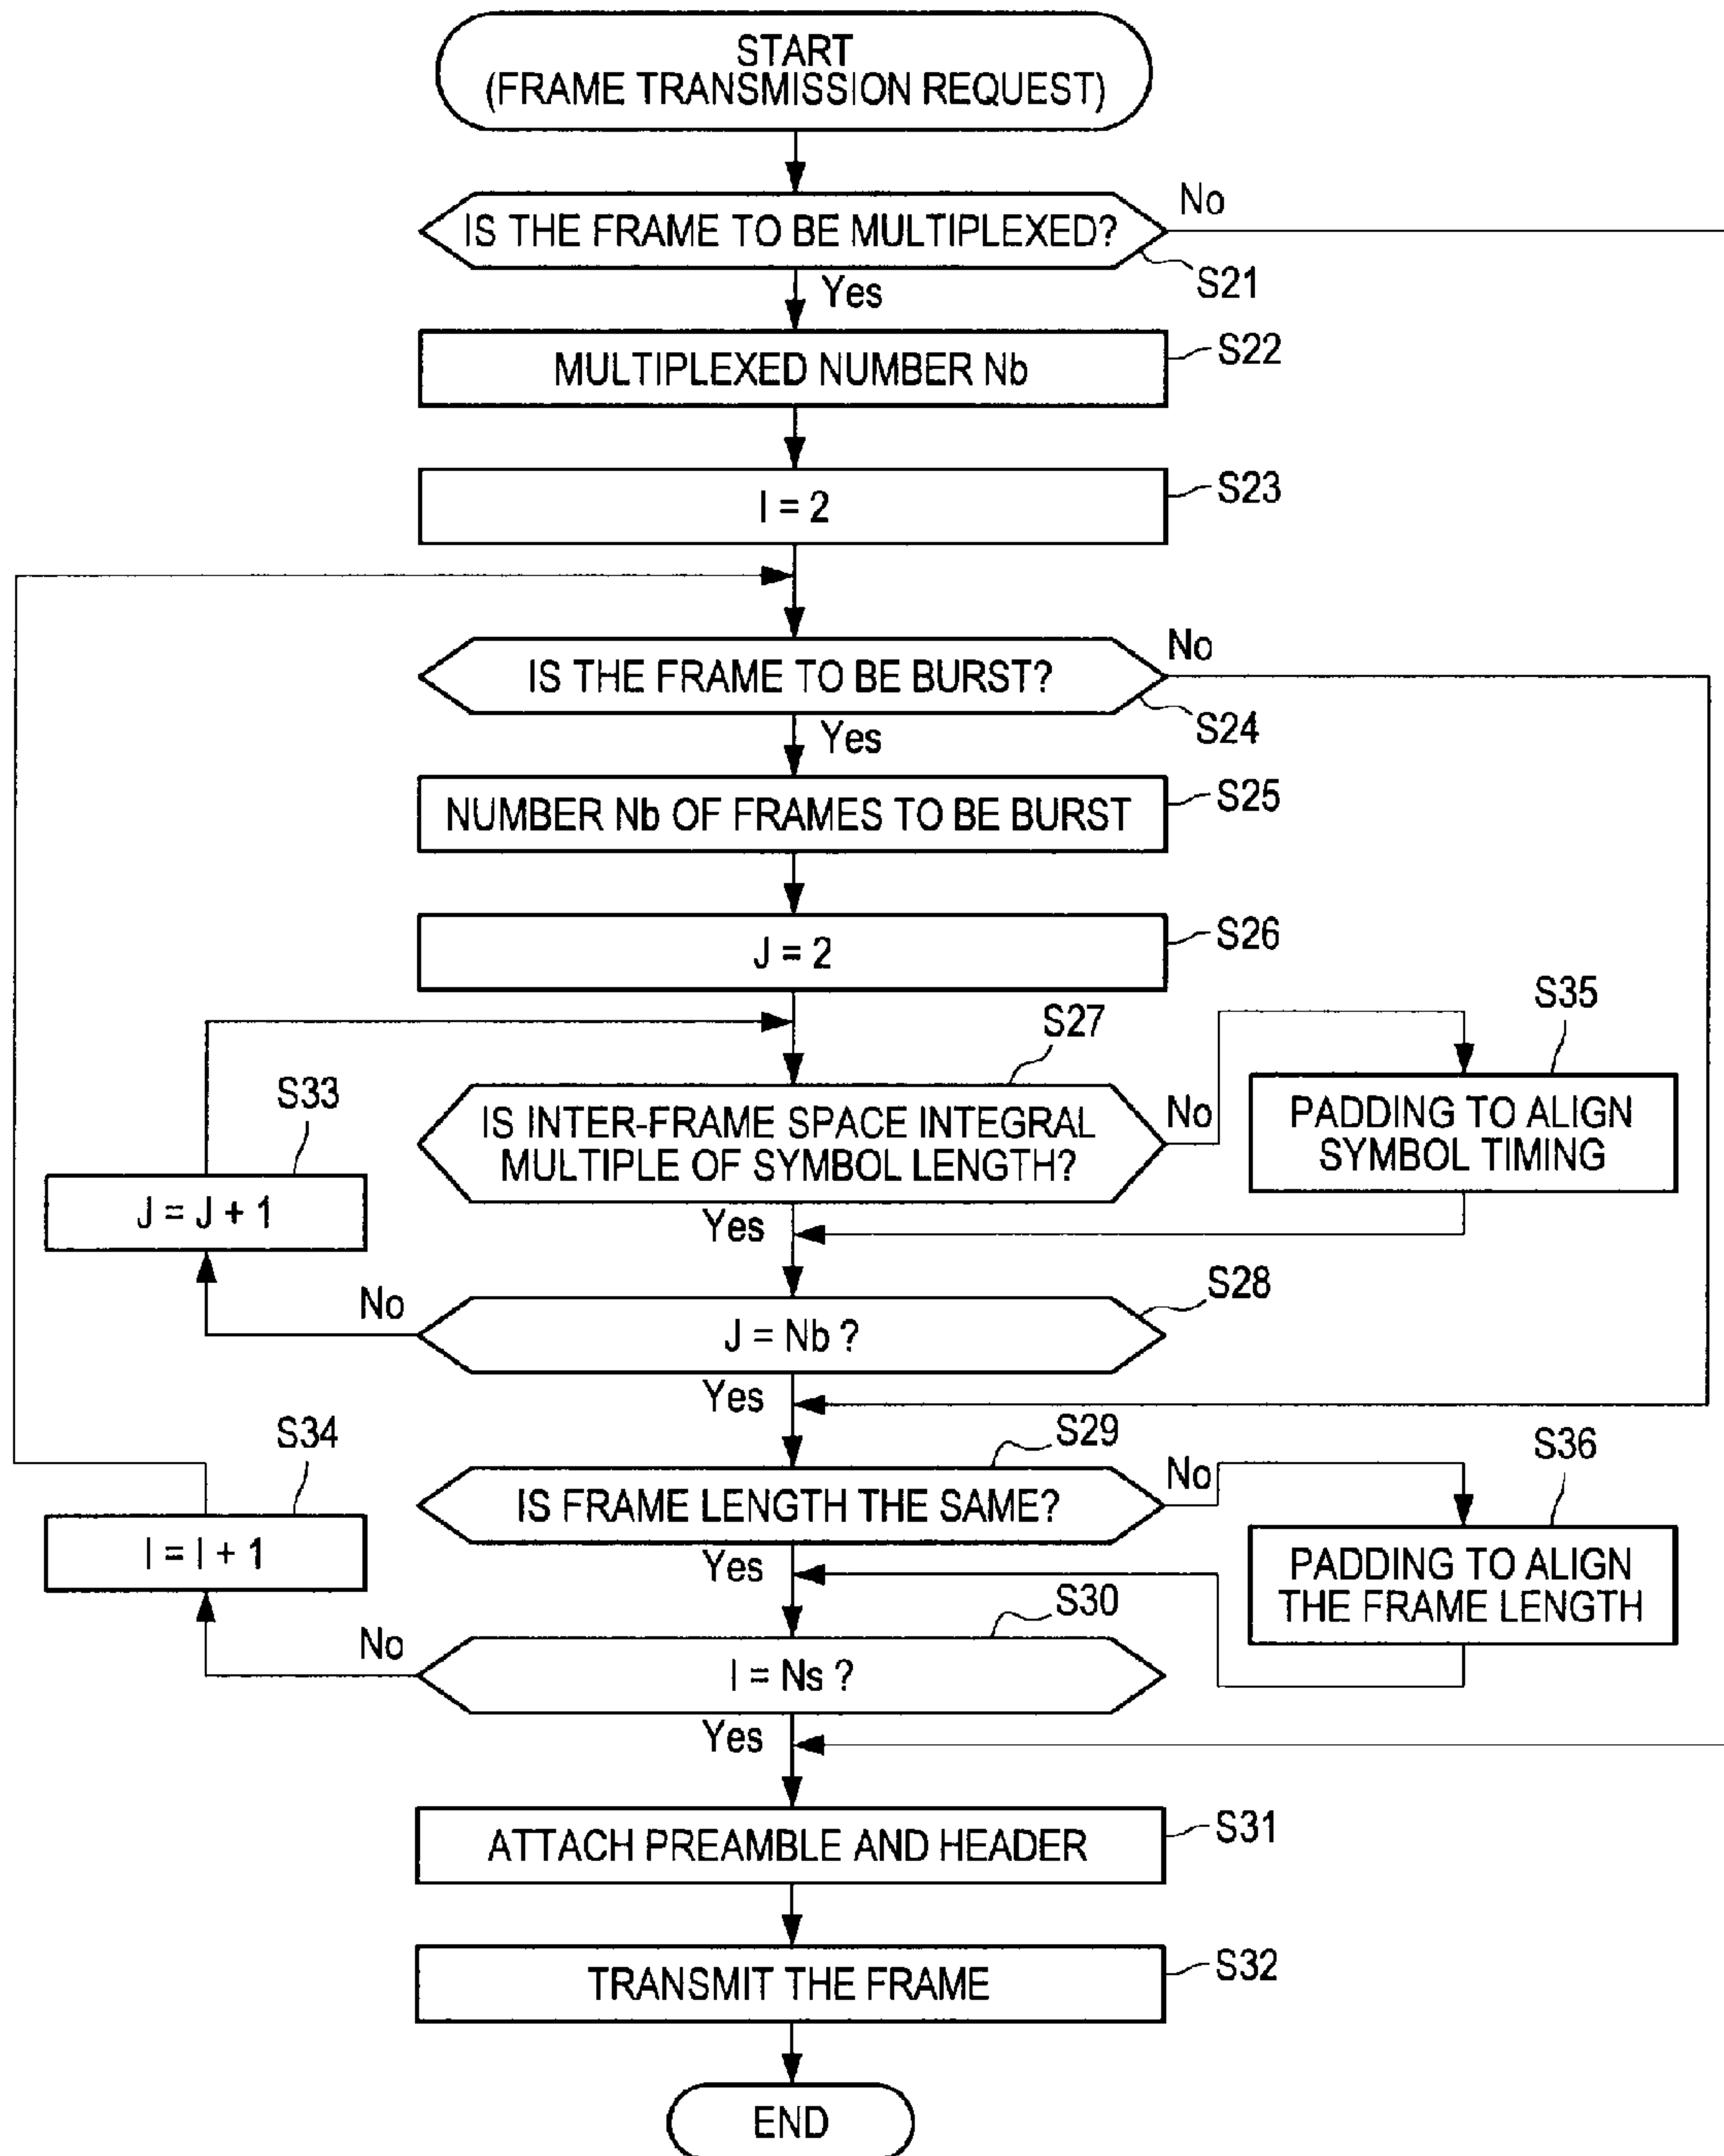 START
(FRAME TRANSMISSION REQUEST)
IS THE FRAME TO BE MULTIPLEXED?
No
S21
Yes
MULTIPLEXED NUMBER Nb
S22
I = 2
S23
IS THE FRAME TO BE BURST?
No
S24
Yes
NUMBER Nb OF FRAMES TO BE BURST
S25
J = 2
S26
S27
S35
IS INTER-FRAME SPACE INTEGRAL
MULTIPLE OF SYMBOL LENGTH?
No
PADDING TO ALIGN
SYMBOL TIMING
S33
J = J + 1
Yes
S28
No
J = Nb ?
Yes
S29
S36
S34
IS FRAME LENGTH THE SAME?
No
PADDING TO ALIGN
THE FRAME LENGTH
I = I + 1
Yes
S30
No
I = Ns ?
Yes
ATTACH PREAMBLE AND HEADER
S31
TRANSMIT THE FRAME
S32
END